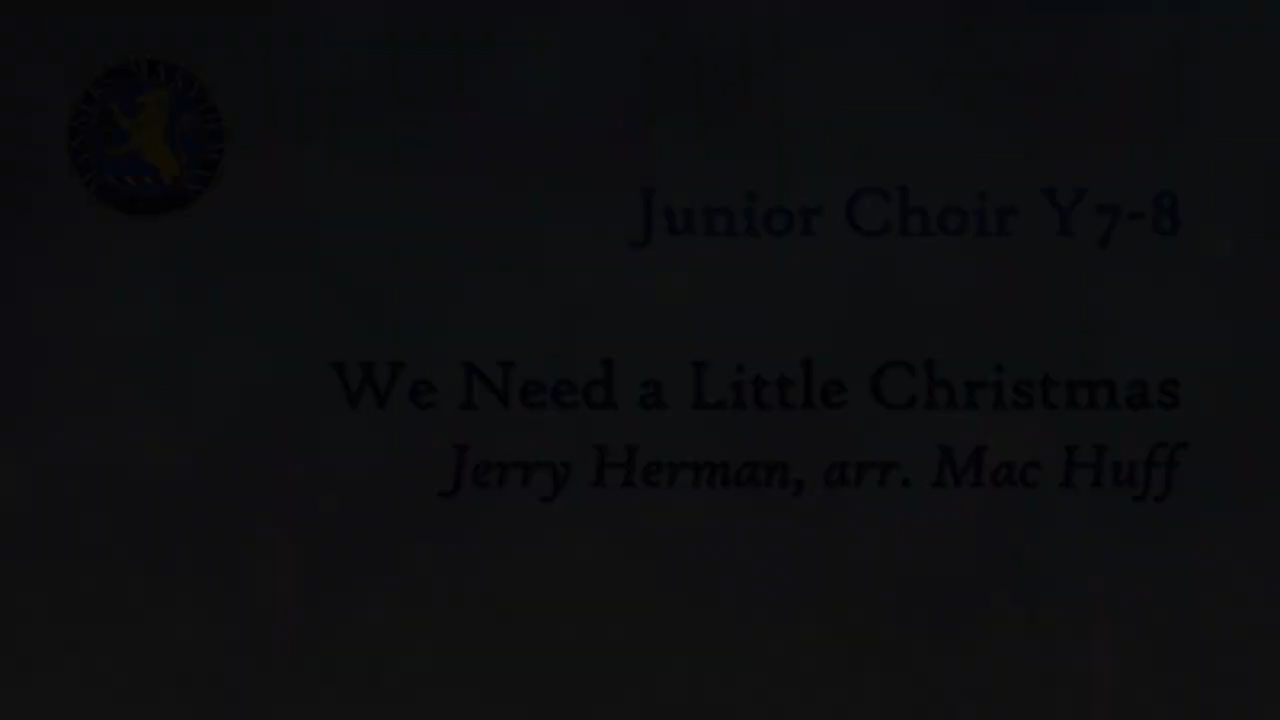 Junior Choir Y7-8
We Need a Little Christmas
Jerry Herman, arr. Mac Huff